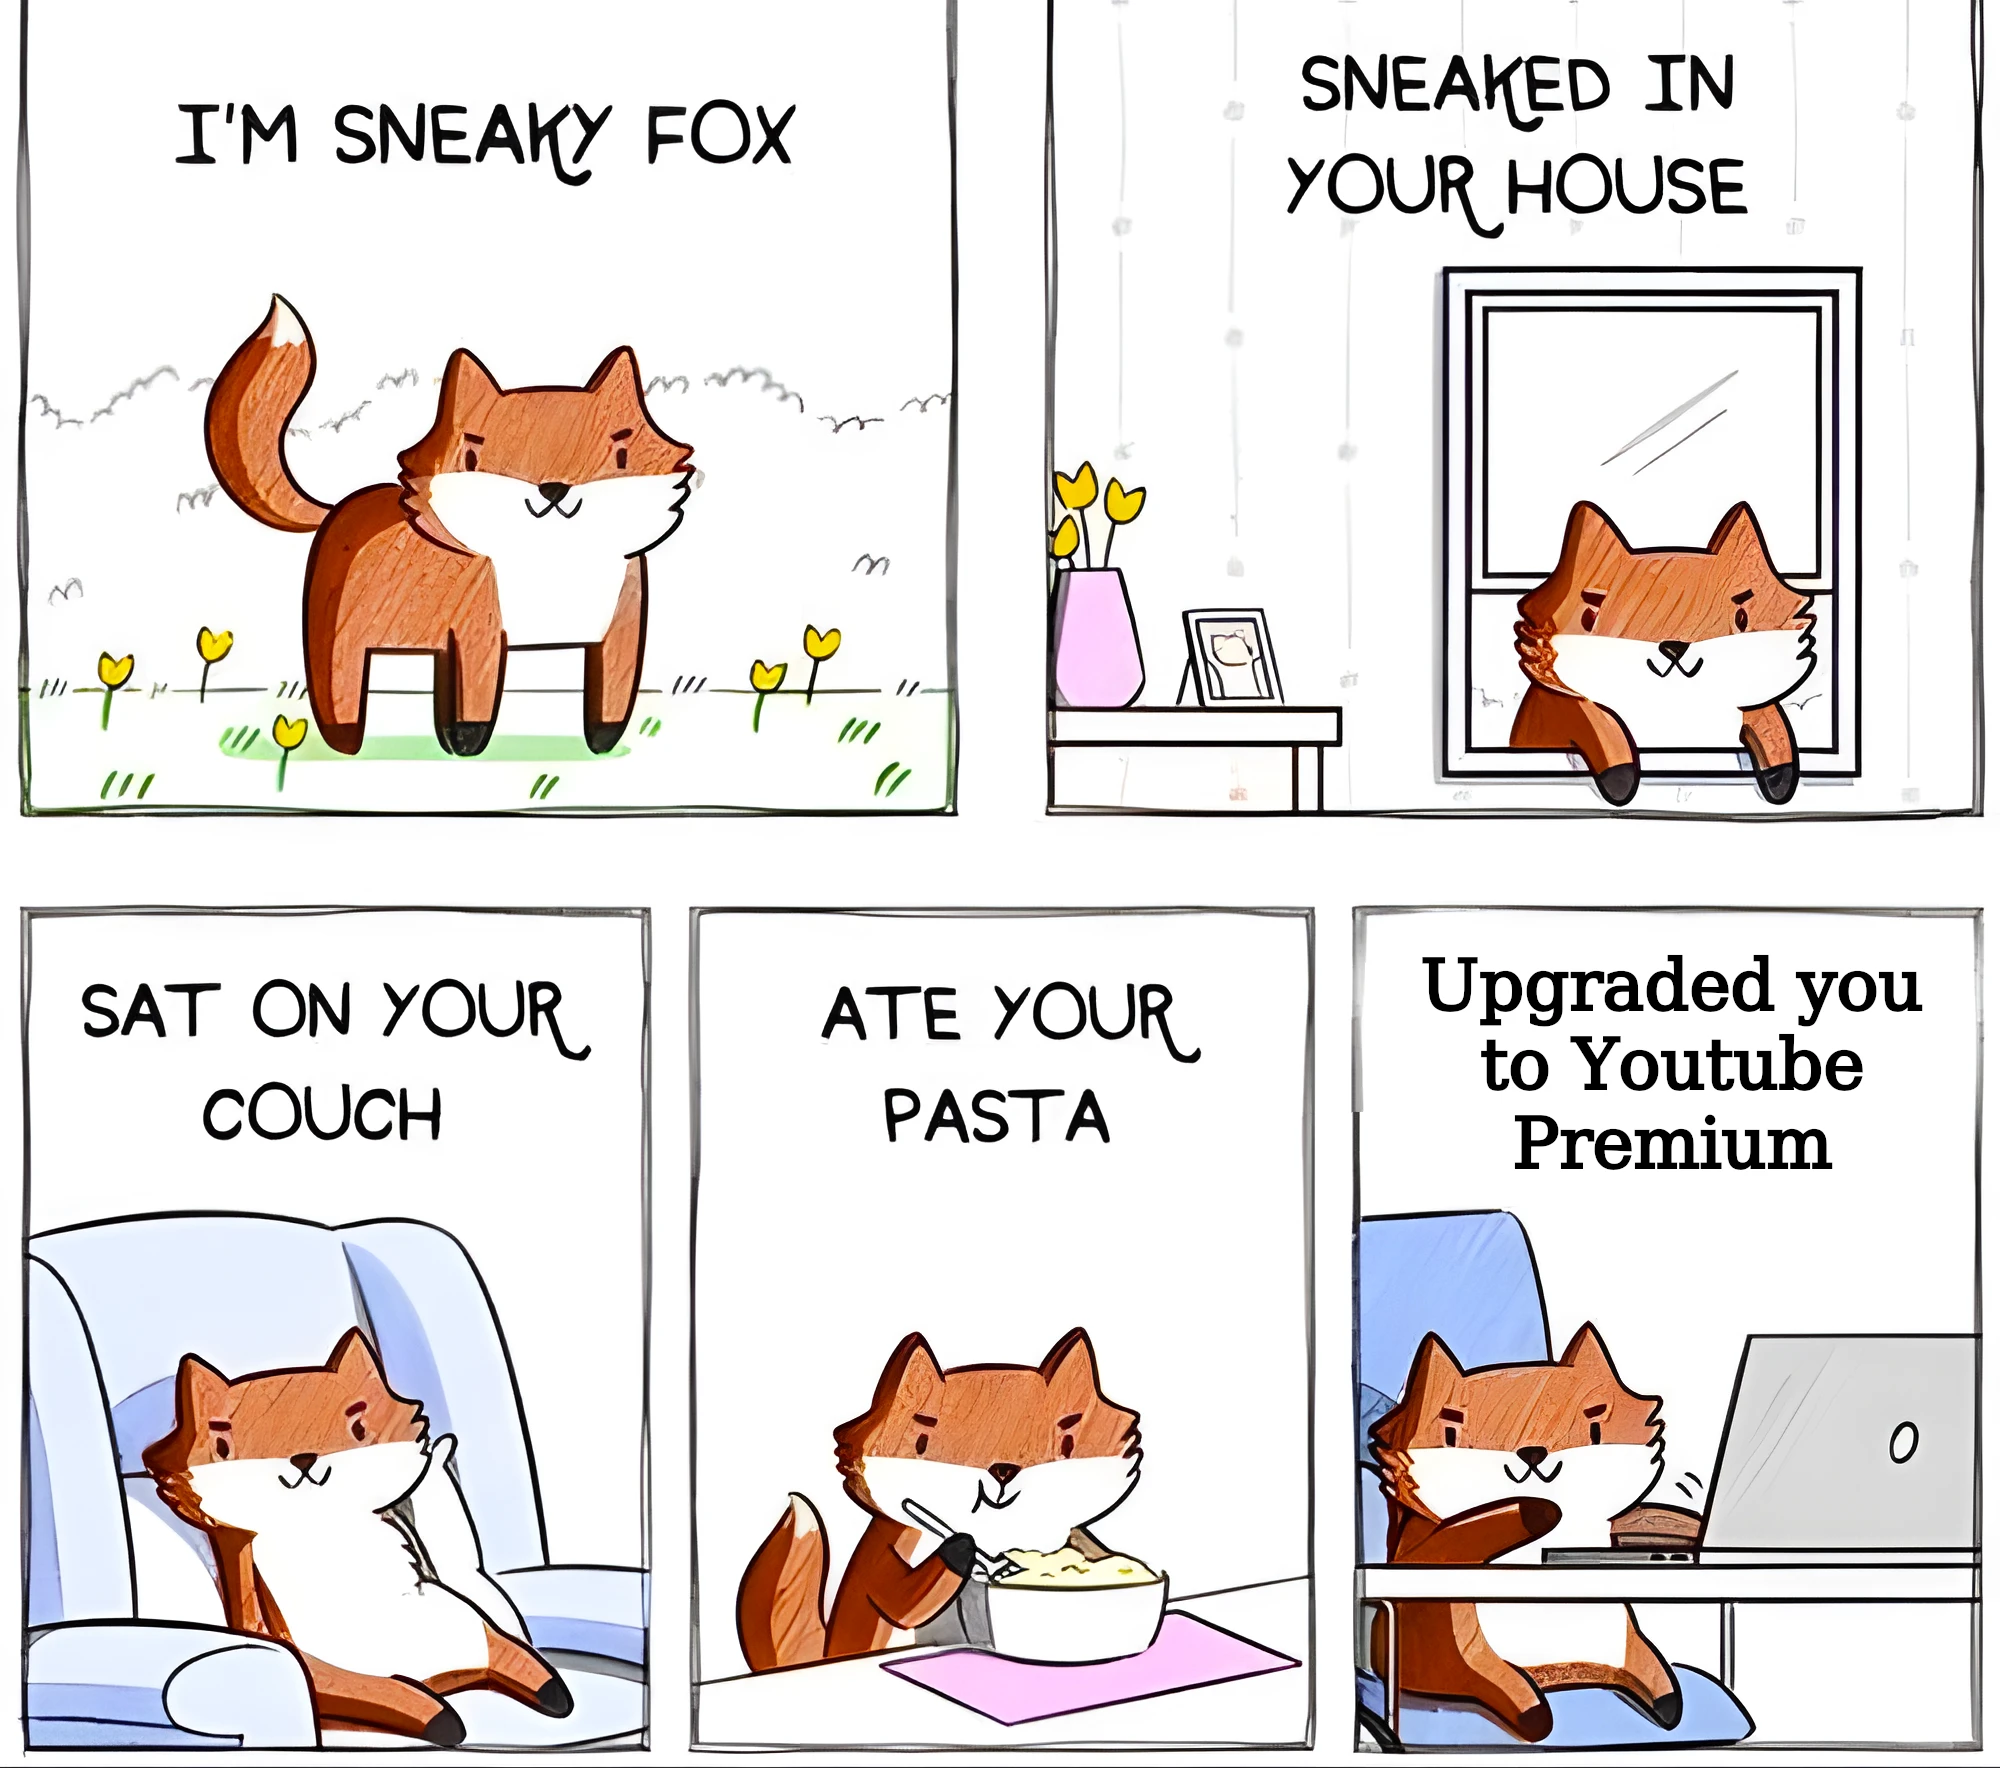 I'M SNEAKY FOX
SNEAKED IN
YOUR HOUSE
SAT ON YOUR
COUCH
ATE YOUR
PASTA
Upgraded you
to Youtube
Premium